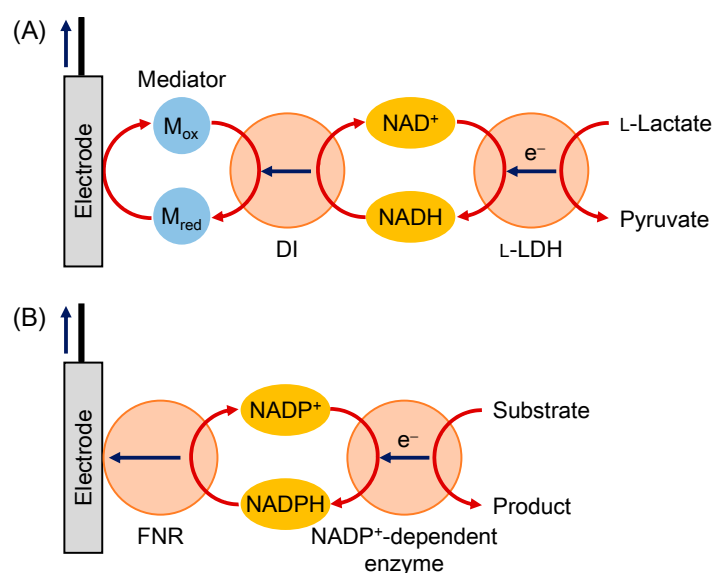 (A)
Mediator
Electrode
Mox
Mred
DI
NAD⁺
NADH
e⁻
L-LDH
L-Lactate
Pyruvate
(B)
Electrode
FNR
NADP⁺
NADPH
e⁻
NADP⁺-dependent
enzyme
Substrate
Product